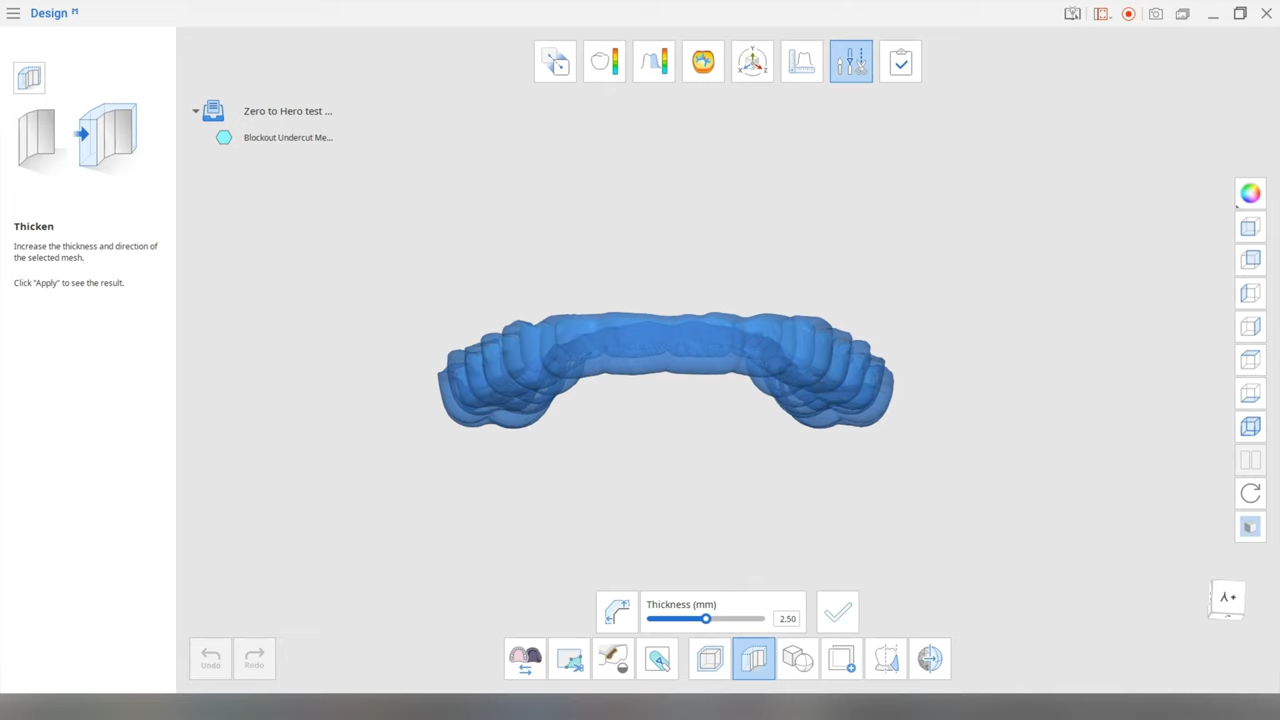 Design
Zero to Hero test ...
Blockout Undercut Me...
Y
X
Z
Thicken
Increase the thickness and direction of
the selected mesh.
Click "Apply" to see the result.
Thickness (mm)
2.50
Y+
Undo
Redo